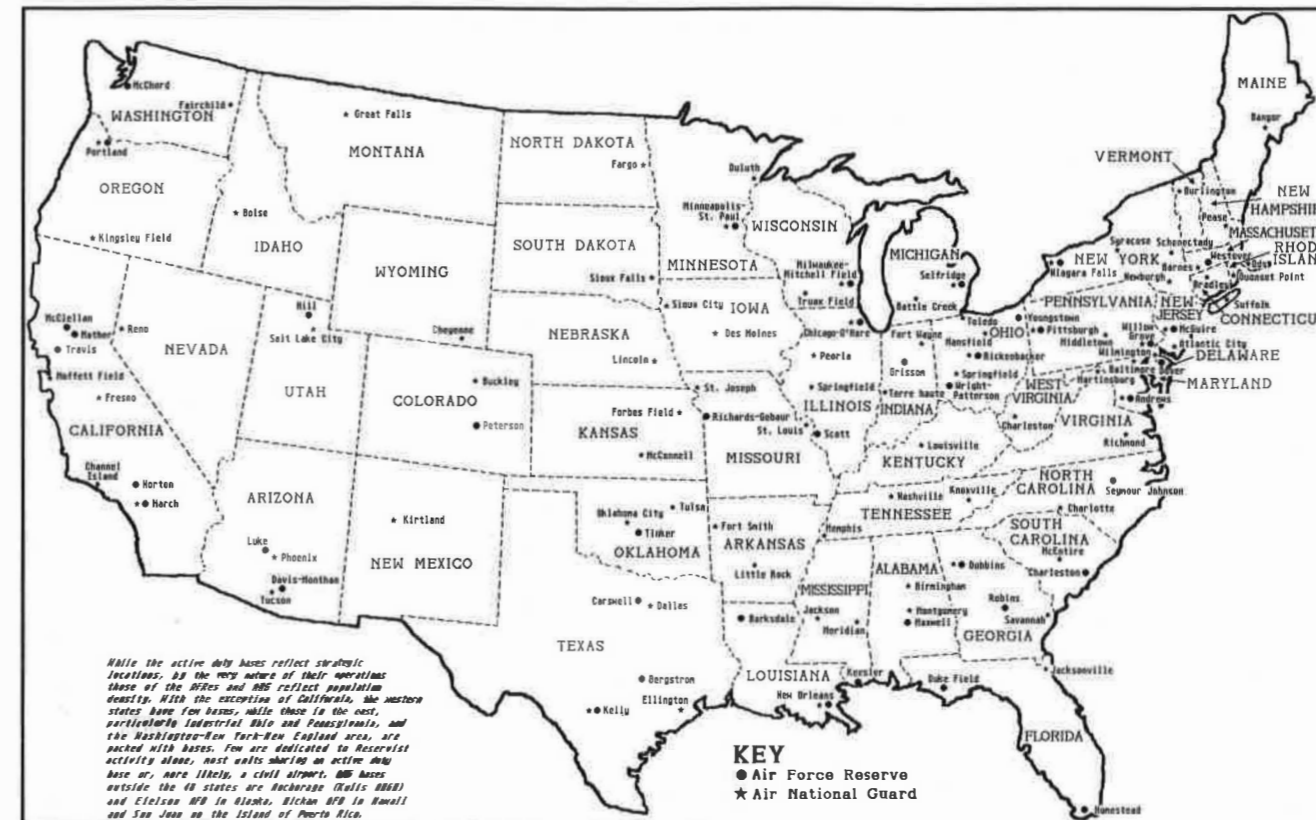 McChord
Fairchild
WASHINGTON
Portland
OREGON
Kingsley Field
Great Falls
MONTANA
Boise
IDAHO
WYOMING
Cheyenne
NORTH DAKOTA
Fargo
SOUTH DAKOTA
Sioux Falls
Duluth
Minneapolis-
St. Paul
MINNESOTA
WISCONSIN
Milwaukee-
Mitchell Field
Truax Field
MICHIGAN
Selfridge
Battle Creek
MAINE
Bangor
VERMONT
Burlington
NEW
HAMPSHIR
Pease
MASSACHUSET
RHOD
ISLAN
Syracuse
Schenectady
NEW YORK
Westover
Otis
Niagara Falls
Newburgh
Barnes
Quonset Point
Bradley
Suffolk
CONNECTICU
McClellan
Mather
Travis
Moffett Field
Fresno
CALIFORNIA
Channel
Island
Norton
March
Reno
NEVADA
Hill
Salt Lake City
UTAH
Buckley
COLORADO
Peterson
NEBRASKA
Lincoln
Sioux City
IOWA
Des Moines
Chicago-O'Hare
Peoria
Springfield
ILLINOIS
St. Joseph
Forbes Field
KANSAS
McConnell
Richards-Gebaur
St. Louis
Scott
MISSOURI
Fort Wayne
Grissom
Terre haute
INDIANA
Toledo
OHIO
Mansfield
Rickenbacker
Springfield
Wright-
Patterson
Youngstown
PENNSYLVANIA
Pittsburgh
Middletown
Willow
Grove
NEW
JERSEY
McGuire
Atlantic City
Wilmington
DELAWARE
Baltimore
Dover
Martinsburg
MARYLAND
Andrews
WEST
VIRGINIA
Charleston
VIRGINIA
Richmond
Louisville
KENTUCKY
Nashville
Knoxville
TENNESSEE
Memphis
NORTH
CAROLINA
Seymour Johnson
Charlotte
SOUTH
CAROLINA
McEntire
Charleston
ARIZONA
Luke
Phoenix
Davis-Monthan
Tucson
Kirtland
NEW MEXICO
Oklahoma City
Tulsa
Tinker
OKLAHOMA
Fort Smith
ARKANSAS
Little Rock
Carswell
Dallas
TEXAS
Bergstrom
Kelly
Ellington
Barksdale
LOUISIANA
New Orleans
MISSISSIPPI
Jackson
Meridian
Keesler
ALABAMA
Birmingham
Montgomery
Maxwell
Dobbins
Robins
Savannah
GEORGIA
Duke Field
Jacksonville
FLORIDA
Homestead
While the active duty bases reflect strategic
locations, by the very nature of their operations
those of the AFRes and ANG reflect population
density. With the exception of California, the western
states have few bases, while those in the east,
particularly industrial Ohio and Pennsylvania, and
the Washington-New York-New England area, are
packed with bases. Few are dedicated to Reservist
activity alone, most units sharing an active duty
base or, more likely, a civil airport. ANG bases
outside the 48 states are Anchorage (Kulis ANGB)
and Eielson AFB in Alaska, Hickam AFB in Hawaii
and San Juan on the island of Puerto Rico.
KEY
Air Force Reserve
Air National Guard